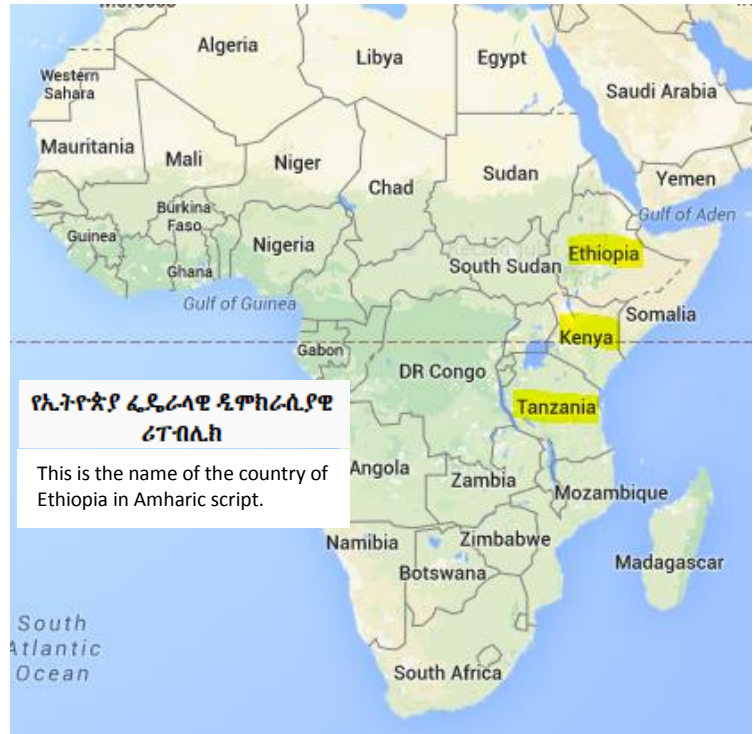 Morocco
Algeria
Libya
Egypt
Western
Sahara
Saudi Arabia
Mauritania
Mali
Niger
Chad
Sudan
Yemen
Burkina
Faso
Gulf of Aden
Guinea
Nigeria
Ethiopia
South Sudan
Ghana
Gulf of Guinea
Somalia
Kenya
Gabon
DR Congo
Tanzania
የኢትዮጵያ ፌዴራላዊ ዲሞክራሲያዊ
ሪፐብሊክ
This is the name of the country of
Ethiopia in Amharic script.
Angola
Zambia
Mozambique
Namibia
Zimbabwe
Botswana
Madagascar
South
Atlantic
Ocean
South Africa